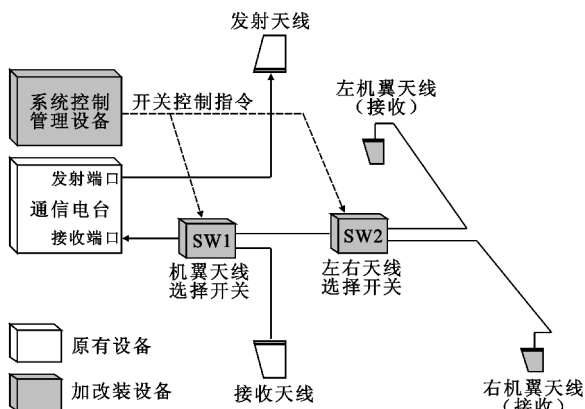 发射天线
系统控制
管理设备
开关控制指令
左机翼天线
（接收）
发射端口
通信电台
接收端口
SW1
SW2
机翼天线
选择开关
左右天线
选择开关
原有设备
加改装设备
接收天线
右机翼天线
（接收）